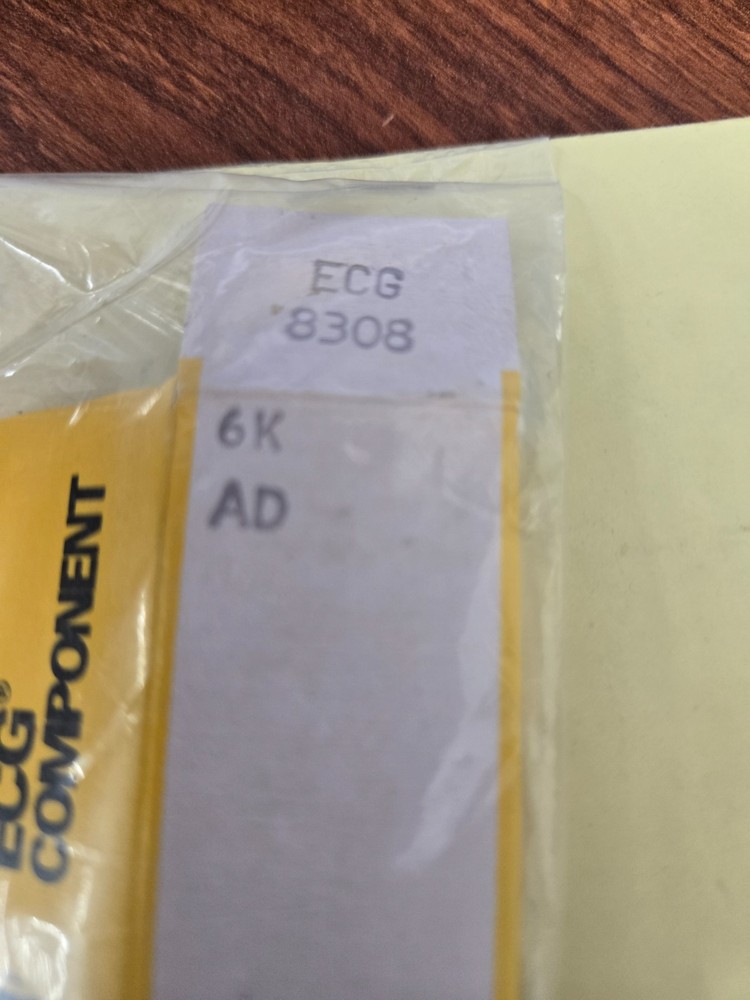 ECG
8308
6K
AD
ECG®
COMPONENT